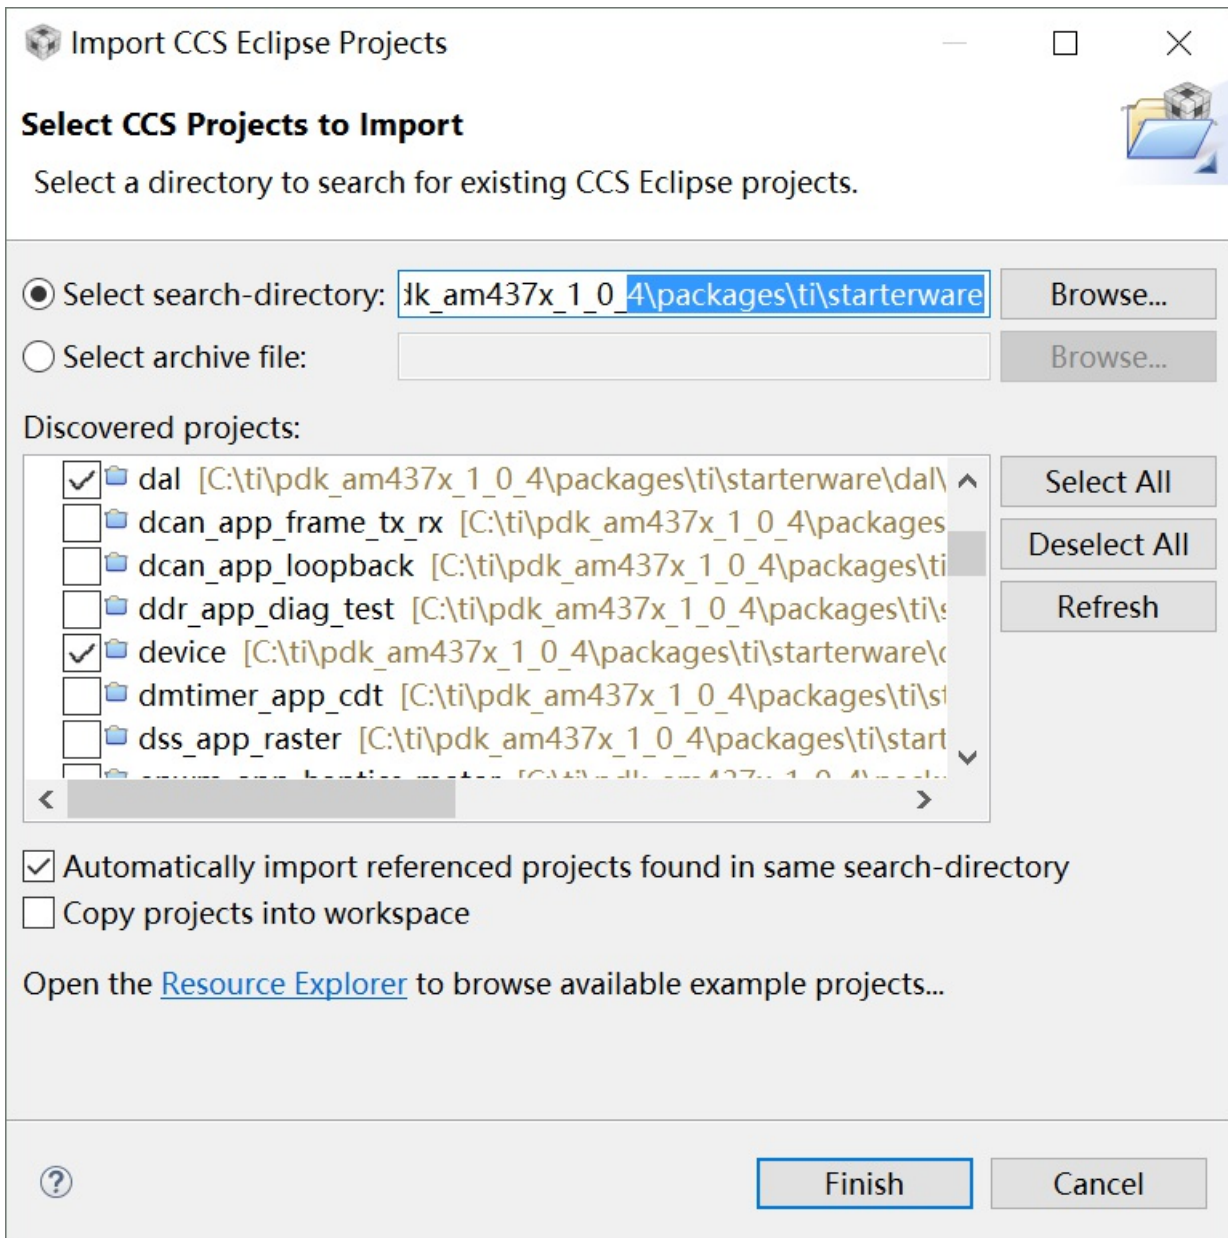 Import CCS Eclipse Projects
Select CCS Projects to Import
Select a directory to search for existing CCS Eclipse projects.
Select search-directory: dk_am437x_1_0_4\packages\ti\starterware Browse...
Select archive file: Browse...
Discovered projects:
dal [C:\ti\pdk_am437x_1_0_4\packages\ti\starterware\dal\ Select All
dcan_app_frame_tx_rx [C:\ti\pdk_am437x_1_0_4\packages
dcan_app_loopback [C:\ti\pdk_am437x_1_0_4\packages\ti Deselect All
ddr_app_diag_test [C:\ti\pdk_am437x_1_0_4\packages\ti\s Refresh
device [C:\ti\pdk_am437x_1_0_4\packages\ti\starterware\d
dmtimer_app_cdt [C:\ti\pdk_am437x_1_0_4\packages\ti\st
dss_app_raster [C:\ti\pdk_am437x_1_0_4\packages\ti\start
Automatically import referenced projects found in same search-directory
Copy projects into workspace
Open the Resource Explorer to browse available example projects...
?
Finish Cancel